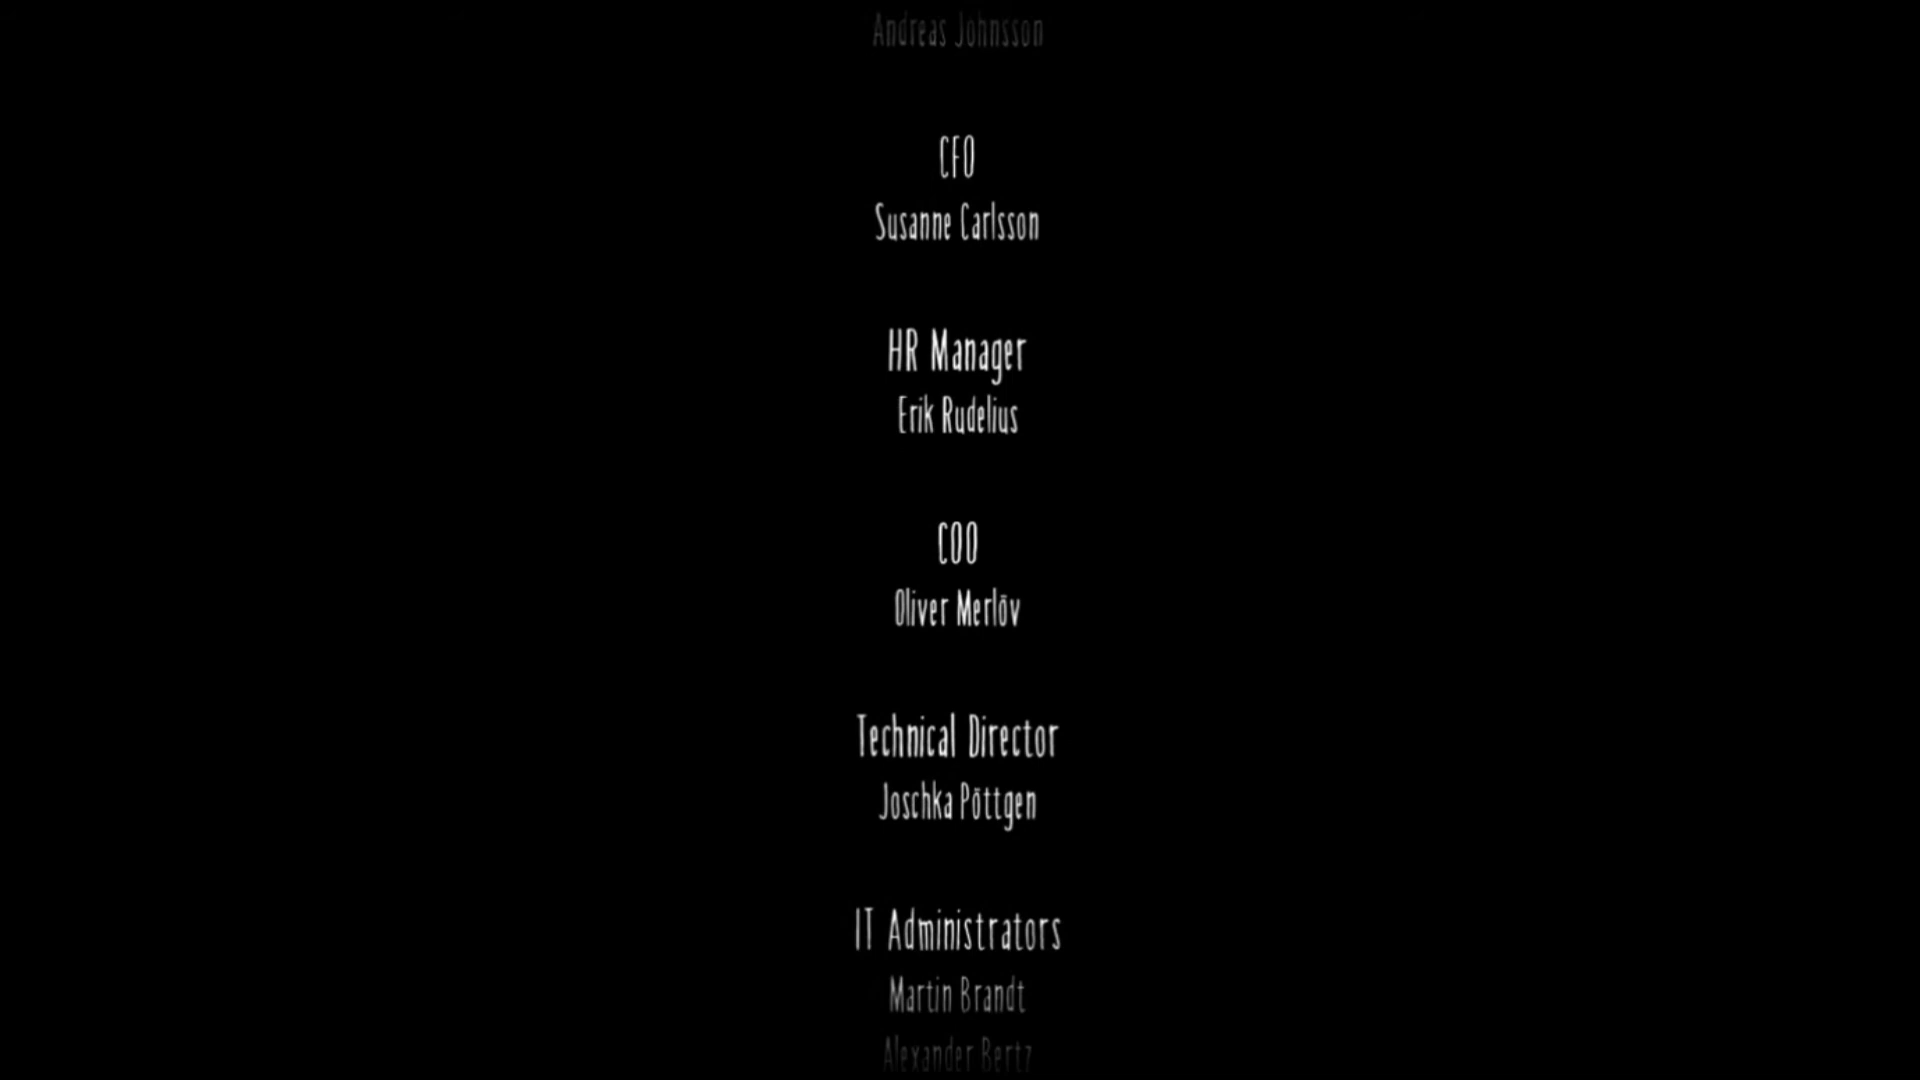 Andreas Johnsson
CFO
Susanne Carlsson
HR Manager
Erik Rudelius
COO
Oliver Merlöv
Technical Director
Joschka Pöttgen
IT Administrators
Martin Brandt
Alexander Bertz